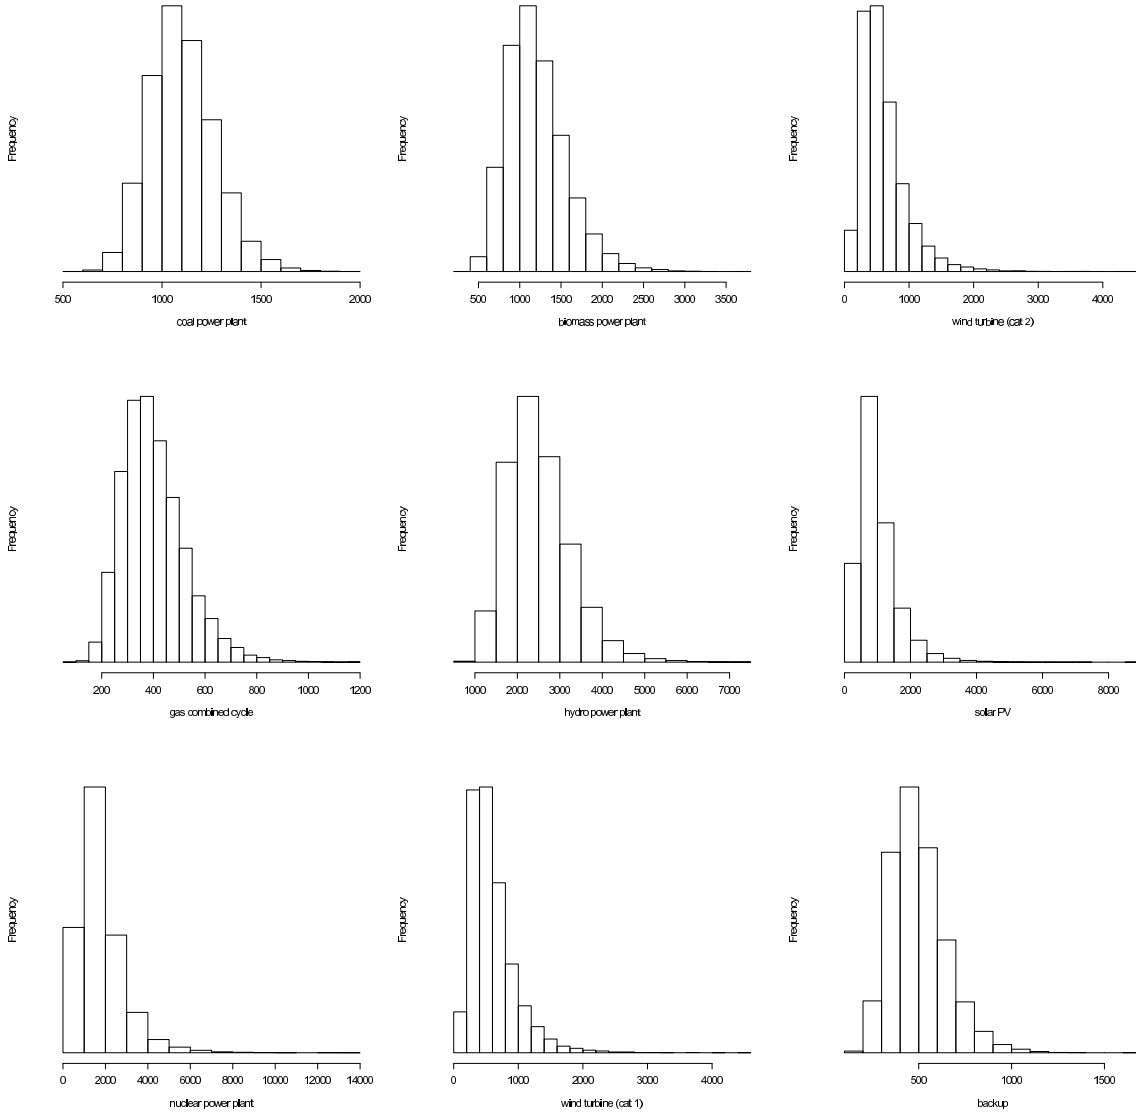 Frequency
500 1000 1500 2000
coal power plant
Frequency
500 1000 1500 2000 2500 3000 3500
biomass power plant
Frequency
0 1000 2000 3000 4000
wind turbine (cat 2)
Frequency
200 400 600 800 1000 1200
gas combined cycle
Frequency
1000 2000 3000 4000 5000 6000 7000
hydro power plant
Frequency
0 2000 4000 6000 8000
solar PV
Frequency
0 2000 4000 6000 8000 10000 12000 14000
nuclear power plant
Frequency
0 1000 2000 3000 4000
wind turbine (cat 1)
Frequency
500 1000 1500
backup